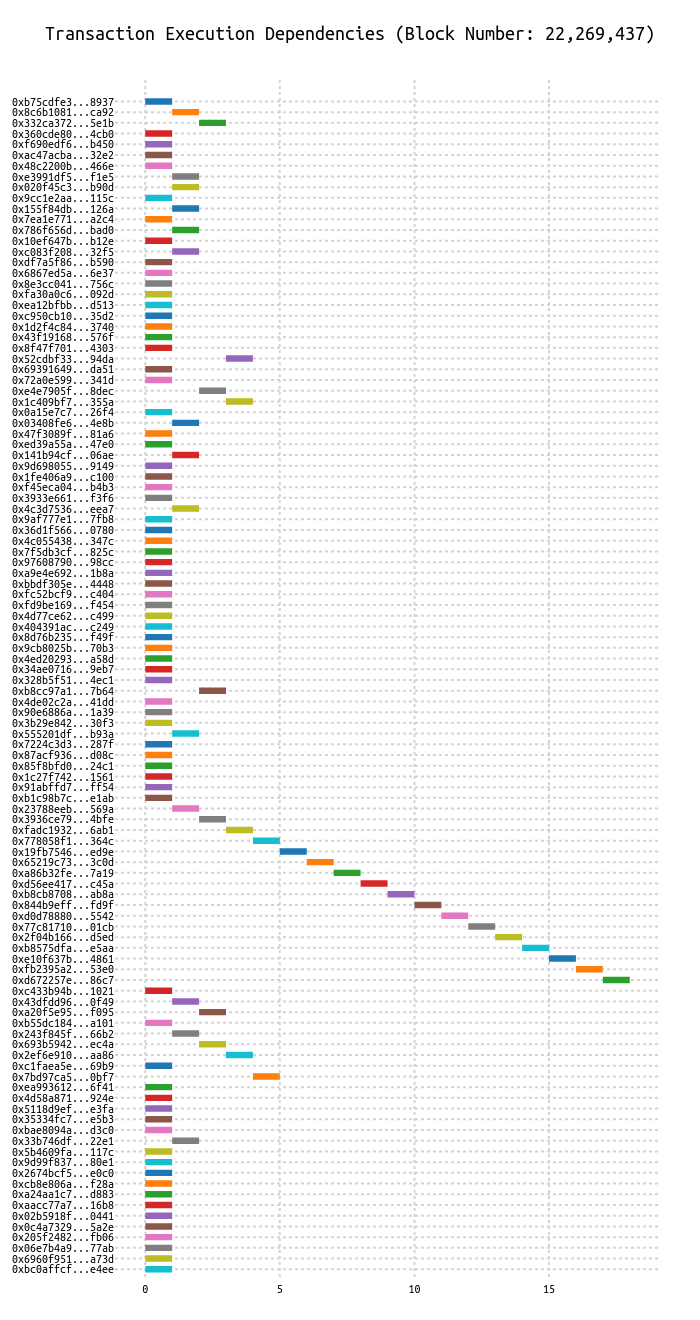 Transaction Execution Dependencies (Block Number: 22,269,437)
0xb75cdfe3...8937
0x8c6b1081...ca92
0x332ca372...5e1b
0x360cde80...4cb0
0xf690edf6...b450
0xac47acba...32e2
0x48c2200b...466e
0xe3991df5...f1e5
0x020f45c3...b90d
0x9cc1e2aa...115c
0x155f84db...126a
0x7ea1e771...a2c4
0x786f656d...bad0
0x10ef647b...b12e
0xc083f208...32f5
0xdf7a5f86...b590
0x6867ed5a...6e37
0x8e3cc041...756c
0xfa30a0c6...092d
0xea12bfbb...d513
0xc950cb10...35d2
0x1d2f4c84...3740
0x43f19168...576f
0x8f47f701...4303
0x52cdbf33...94da
0x69391649...da51
0x72a0e599...341d
0xe4e7905f...8dec
0x1c409bf7...355a
0x0a15e7c7...26f4
0x03408fe6...4e8b
0x47f3089f...81a6
0xed39a55a...47e0
0x141b94cf...06ae
0x9d698055...9149
0x1fe406a9...c100
0xf45eca04...b4b3
0x3933e661...f3f6
0x4c3d7536...eea7
0x9af777e1...7fb8
0x36d1f566...0780
0x4c055438...347c
0x7f5db3cf...825c
0x97608790...98cc
0xa9e4e692...1b8a
0xbbdf305e...4448
0xfc52bcf9...c404
0xfd9be169...f454
0x4d77ce62...c499
0x404391ac...c249
0x8d76b235...f49f
0x9cb8025b...70b3
0x4ed20293...a58d
0x34ae0716...9eb7
0x328b5f51...4ec1
0xb8cc97a1...7b64
0x4de02c2a...41dd
0x90e6886a...1a39
0x3b29e842...30f3
0x555201df...b93a
0x7224c3d3...287f
0x87acf936...d08c
0x85f8bfd0...24c1
0x1c27f742...1561
0x91abffd7...ff54
0xb1c98b7c...e1ab
0x23788eeb...569a
0x3936ce79...4bfe
0xfadc1932...6ab1
0x778058f1...364c
0x19fb7546...ed9e
0x65219c73...3c0d
0xa86b32fe...7a19
0xd56ee417...c45a
0xb8cb8708...ab8a
0x844b9eff...fd9f
0xd0d78880...5542
0x77c81710...01cb
0x2f04b166...d5ed
0xb8575dfa...e5aa
0xe10f637b...4861
0xfb2395a2...53e0
0xd672257e...86c7
0xc433b94b...1021
0x43dfdd96...0f49
0xa20f5e95...f095
0xb55dc184...a101
0x243f845f...66b2
0x693b5942...ec4a
0x2ef6e910...aa86
0xc1faea5e...69b9
0x7bd97ca5...0bf7
0xea993612...6f41
0x4d58a871...924e
0x5118d9ef...e3fa
0x35334fc7...e5b3
0xbae8094a...d3c0
0x33b746df...22e1
0x5b4609fa...117c
0x9d99f837...80e1
0x2674bcf5...e0c0
0xcb8e806a...f28a
0xa24aa1c7...d883
0xaacc77a7...16b8
0x02b5918f...0441
0x0c4a7329...5a2e
0x205f2482...fb06
0x06e7b4a9...77ab
0x6960f951...a73d
0xbc0affcf...e4ee
0 5 10 15